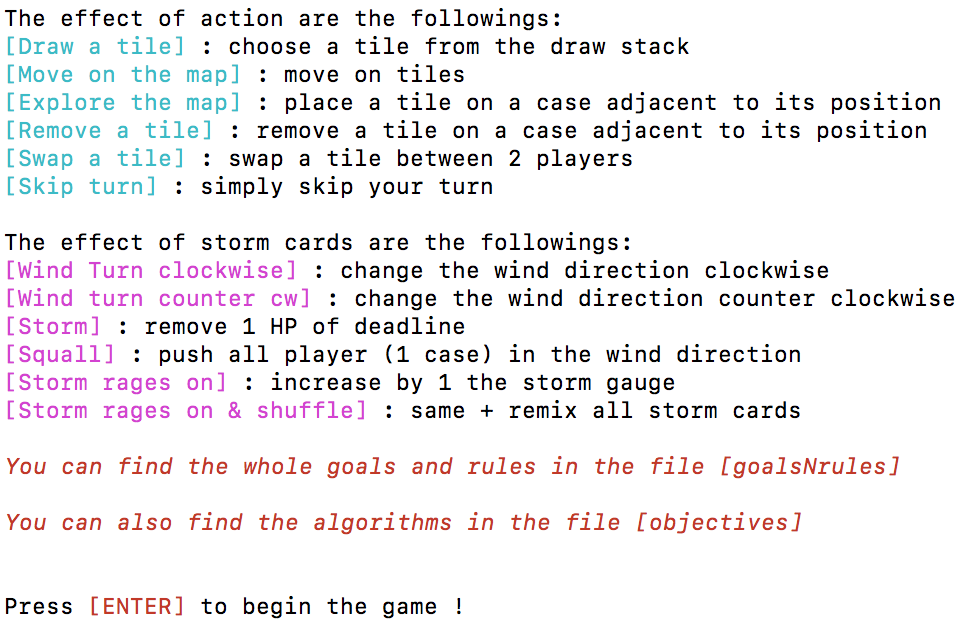 The effect of action are the followings:
[Draw a tile] : choose a tile from the draw stack
[Move on the map] : move on tiles
[Explore the map] : place a tile on a case adjacent to its position
[Remove a tile] : remove a tile on a case adjacent to its position
[Swap a tile] : swap a tile between 2 players
[Skip turn] : simply skip your turn
The effect of storm cards are the followings:
[Wind Turn clockwise] : change the wind direction clockwise
[Wind turn counter cw] : change the wind direction counter clockwise
[Storm] : remove 1 HP of deadline
[Squall] : push all player (1 case) in the wind direction
[Storm rages on] : increase by 1 the storm gauge
[Storm rages on & shuffle] : same + remix all storm cards
You can find the whole goals and rules in the file [goalsNrules]
You can also find the algorithms in the file [objectives]
Press [ENTER] to begin the game !